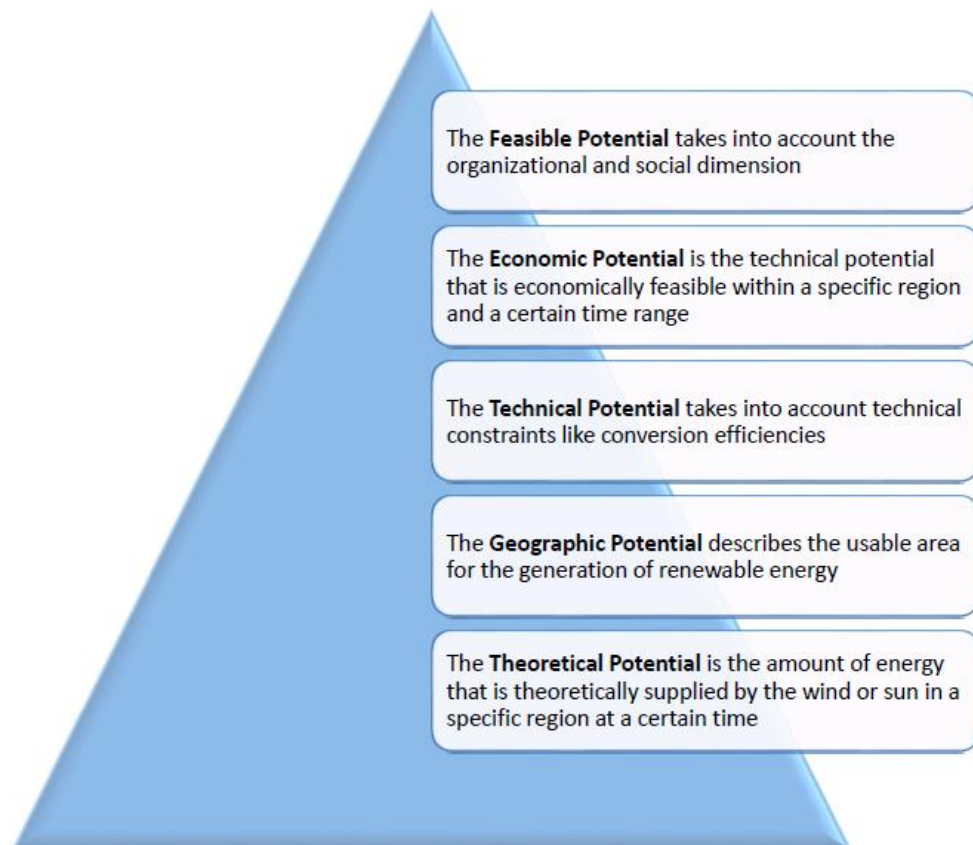 The Feasible Potential takes into account the
organizational and social dimension
The Economic Potential is the technical potential
that is economically feasible within a specific region
and a certain time range
The Technical Potential takes into account technical
constraints like conversion efficiencies
The Geographic Potential describes the usable area
for the generation of renewable energy
The Theoretical Potential is the amount of energy
that is theoretically supplied by the wind or sun in a
specific region at a certain time